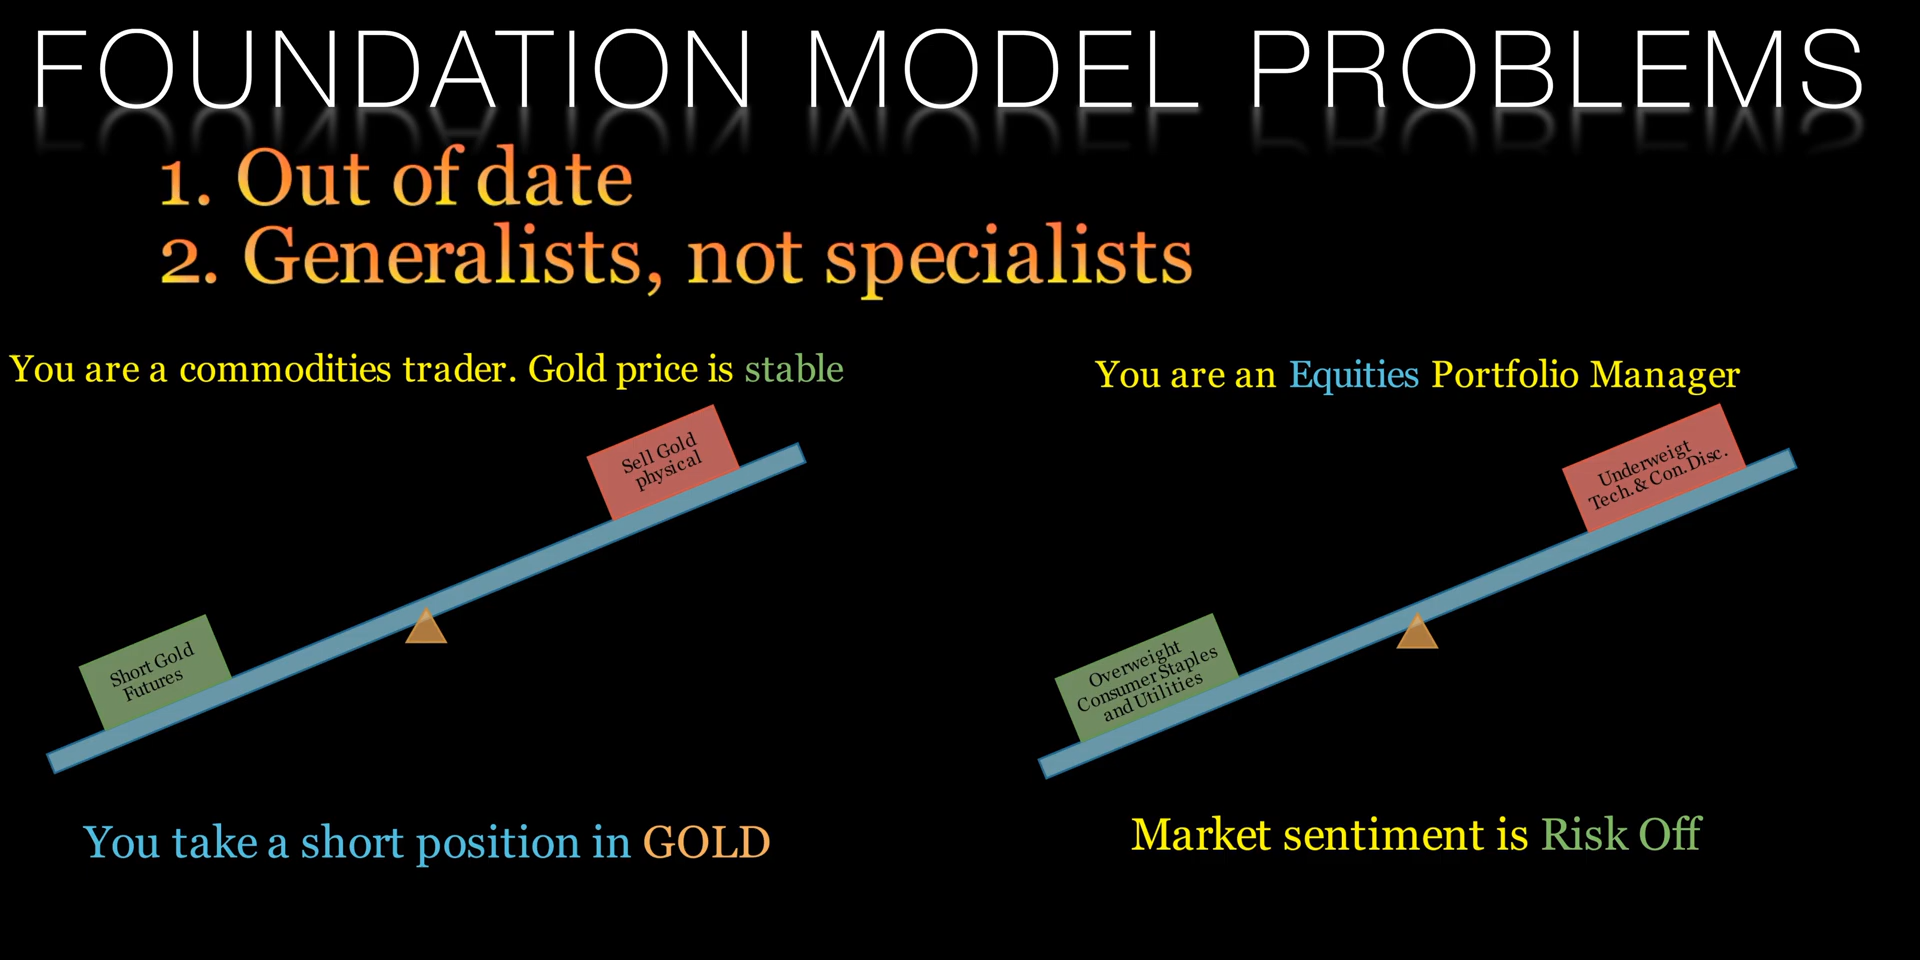 FOUNDATION MODEL PROBLEMS
1. Out of date
2. Generalists, not specialists
You are a commodities trader. Gold price is stable
Sell Gold
physical
Short Gold
Futures
You take a short position in GOLD
You are an Equities Portfolio Manager
Underweigt
Tech. & Con. Disc.
Overweight
Consumer Staples
and Utilities
Market sentiment is Risk Off